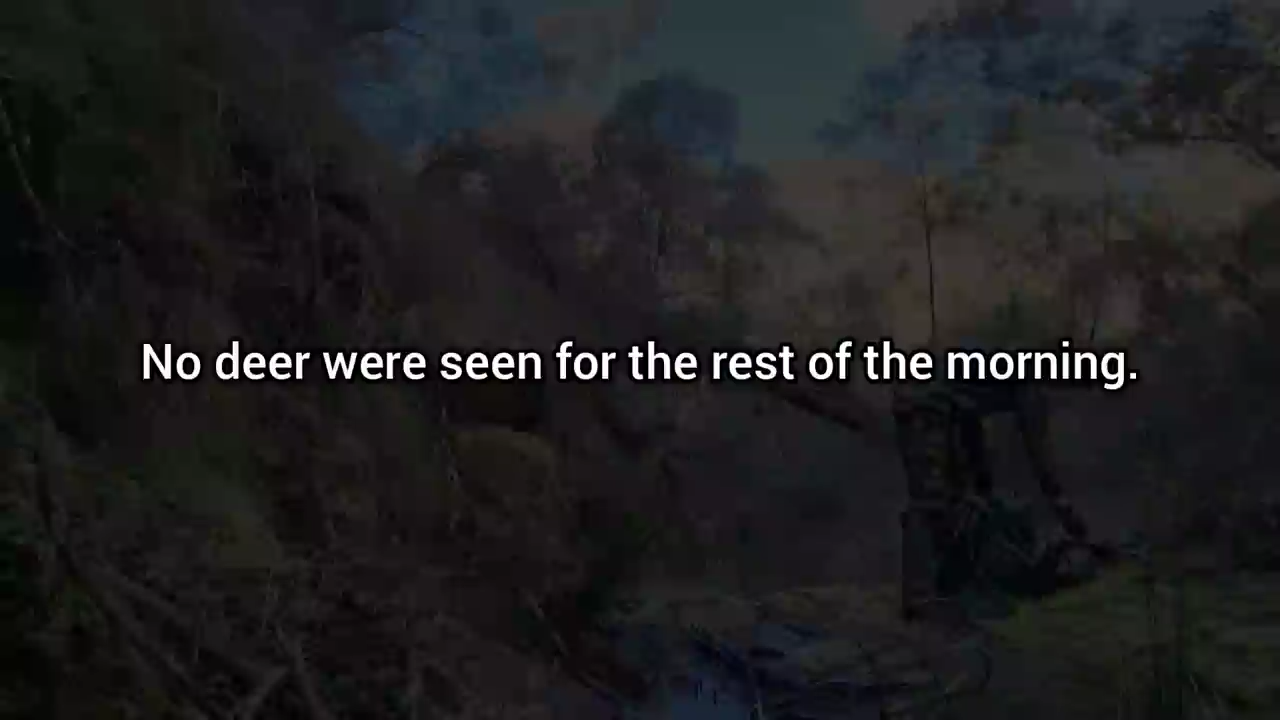 No deer were seen for the rest of the morning.